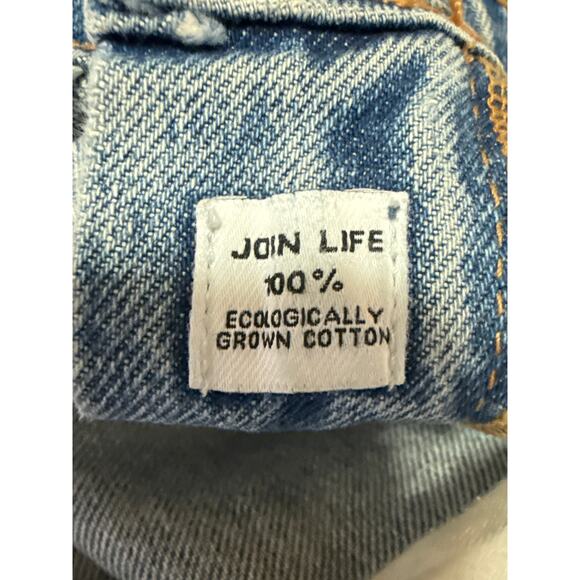 JOIN LIFE
100%
ECOLOGICALLY
GROWN COTTON